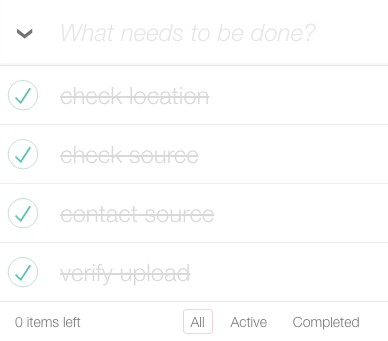 What needs to be done?
check location
check source
contact source
verify upload
0 items left All Active Completed